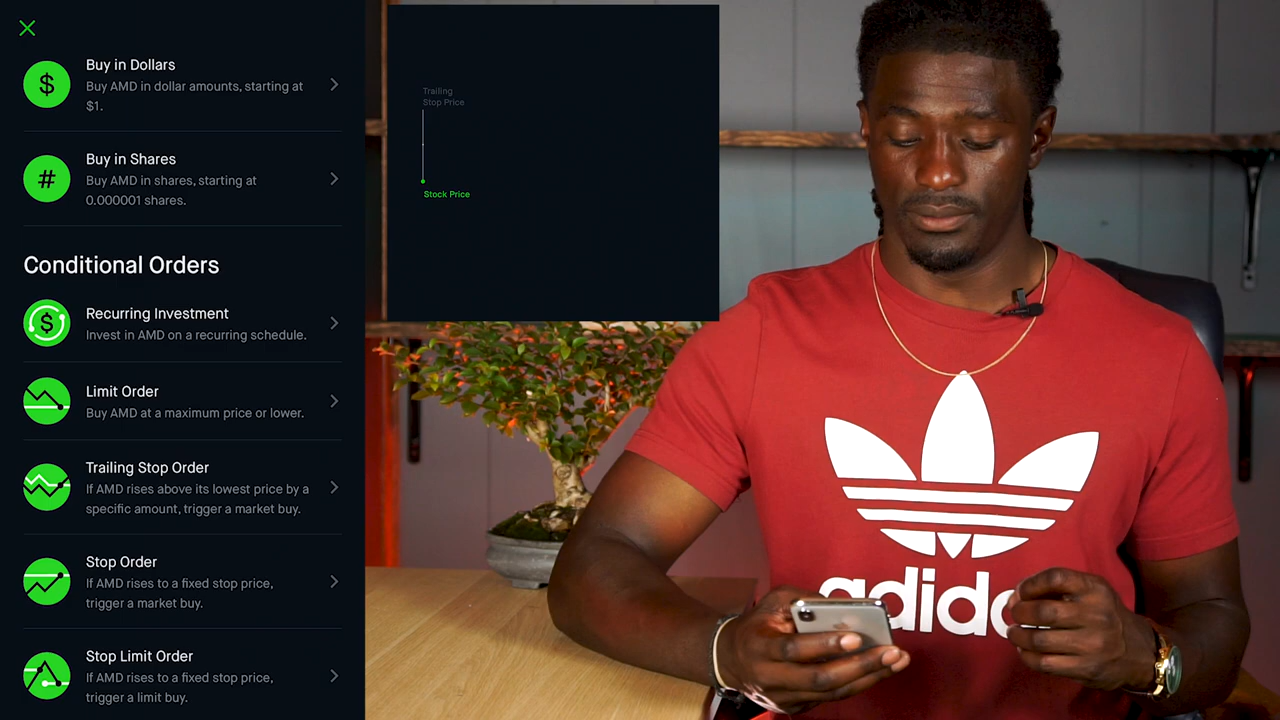 Buy in Dollars
Buy AMD in dollar amounts, starting at
$1.
Buy in Shares
Buy AMD in shares, starting at
0.000001 shares.
Conditional Orders
Recurring Investment
Invest in AMD on a recurring schedule.
Limit Order
Buy AMD at a maximum price or lower.
Trailing Stop Order
If AMD rises above its lowest price by a
specific amount, trigger a market buy.
Stop Order
If AMD rises to a fixed stop price,
trigger a market buy.
Stop Limit Order
If AMD rises to a fixed stop price,
trigger a limit buy.
Trailing
Stop Price
Stock Price
adidas